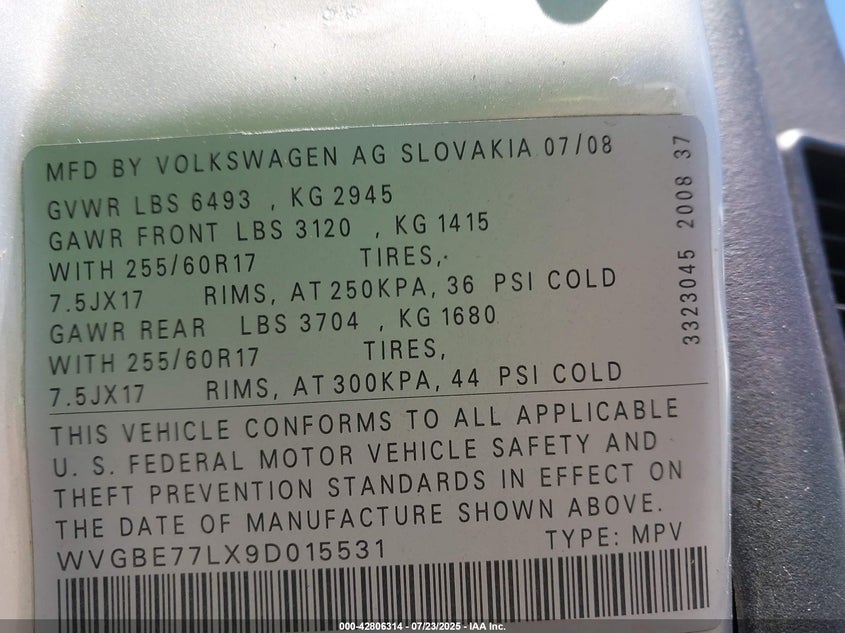 MFD BY VOLKSWAGEN AG SLOVAKIA 07/08
GVWR LBS 6493 , KG 2945
GAWR FRONT LBS 3120 , KG 1415
WITH 255/60R17 TIRES,
7.5JX17 RIMS, AT 250KPA, 36 PSI COLD
GAWR REAR LBS 3704 , KG 1680
WITH 255/60R17 TIRES,
7.5JX17 RIMS, AT 300KPA, 44 PSI COLD
THIS VEHICLE CONFORMS TO ALL APPLICABLE
U. S. FEDERAL MOTOR VEHICLE SAFETY AND
THEFT PREVENTION STANDARDS IN EFFECT ON
THE DATE OF MANUFACTURE SHOWN ABOVE.
WVGBE77LX9D015531 TYPE: MPV
3323045 2008 37
000-42806314 - 07/23/2025 - IAA Inc.